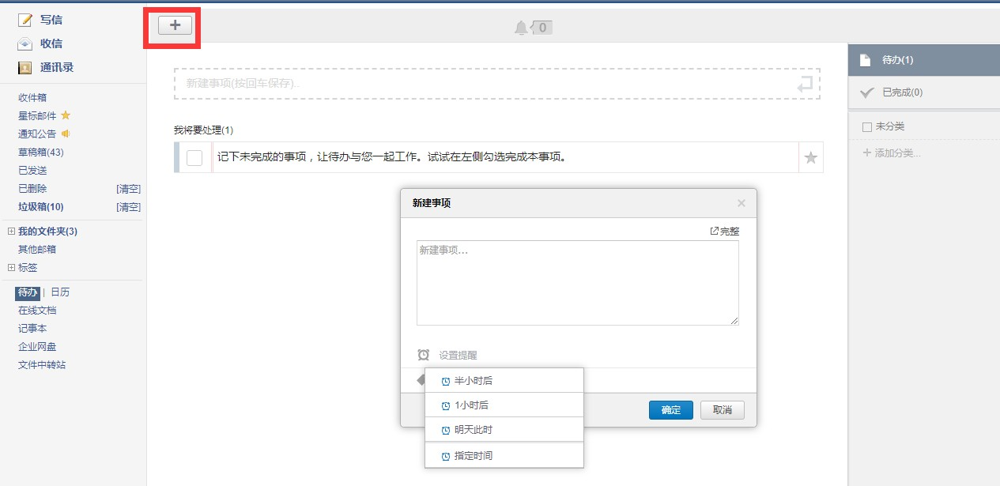 写信
收信
通讯录
收件箱
星标邮件
通知公告
草稿箱(43)
已发送
已删除 [清空]
垃圾箱(10) [清空]
我的文件夹(3)
其他邮箱
标签
待办 | 日历
在线文档
记事本
企业网盘
文件中转站
+
0
新建事项(按回车保存)..
我将要处理(1)
记下未完成的事项，让待办与您一起工作。试试在左侧勾选完成本事项。
新建事项 ×
完整
新建事项...
设置提醒
半小时后
1小时后
明天此时
指定时间
确定 取消
待办(1)
已完成(0)
未分类
+ 添加分类...